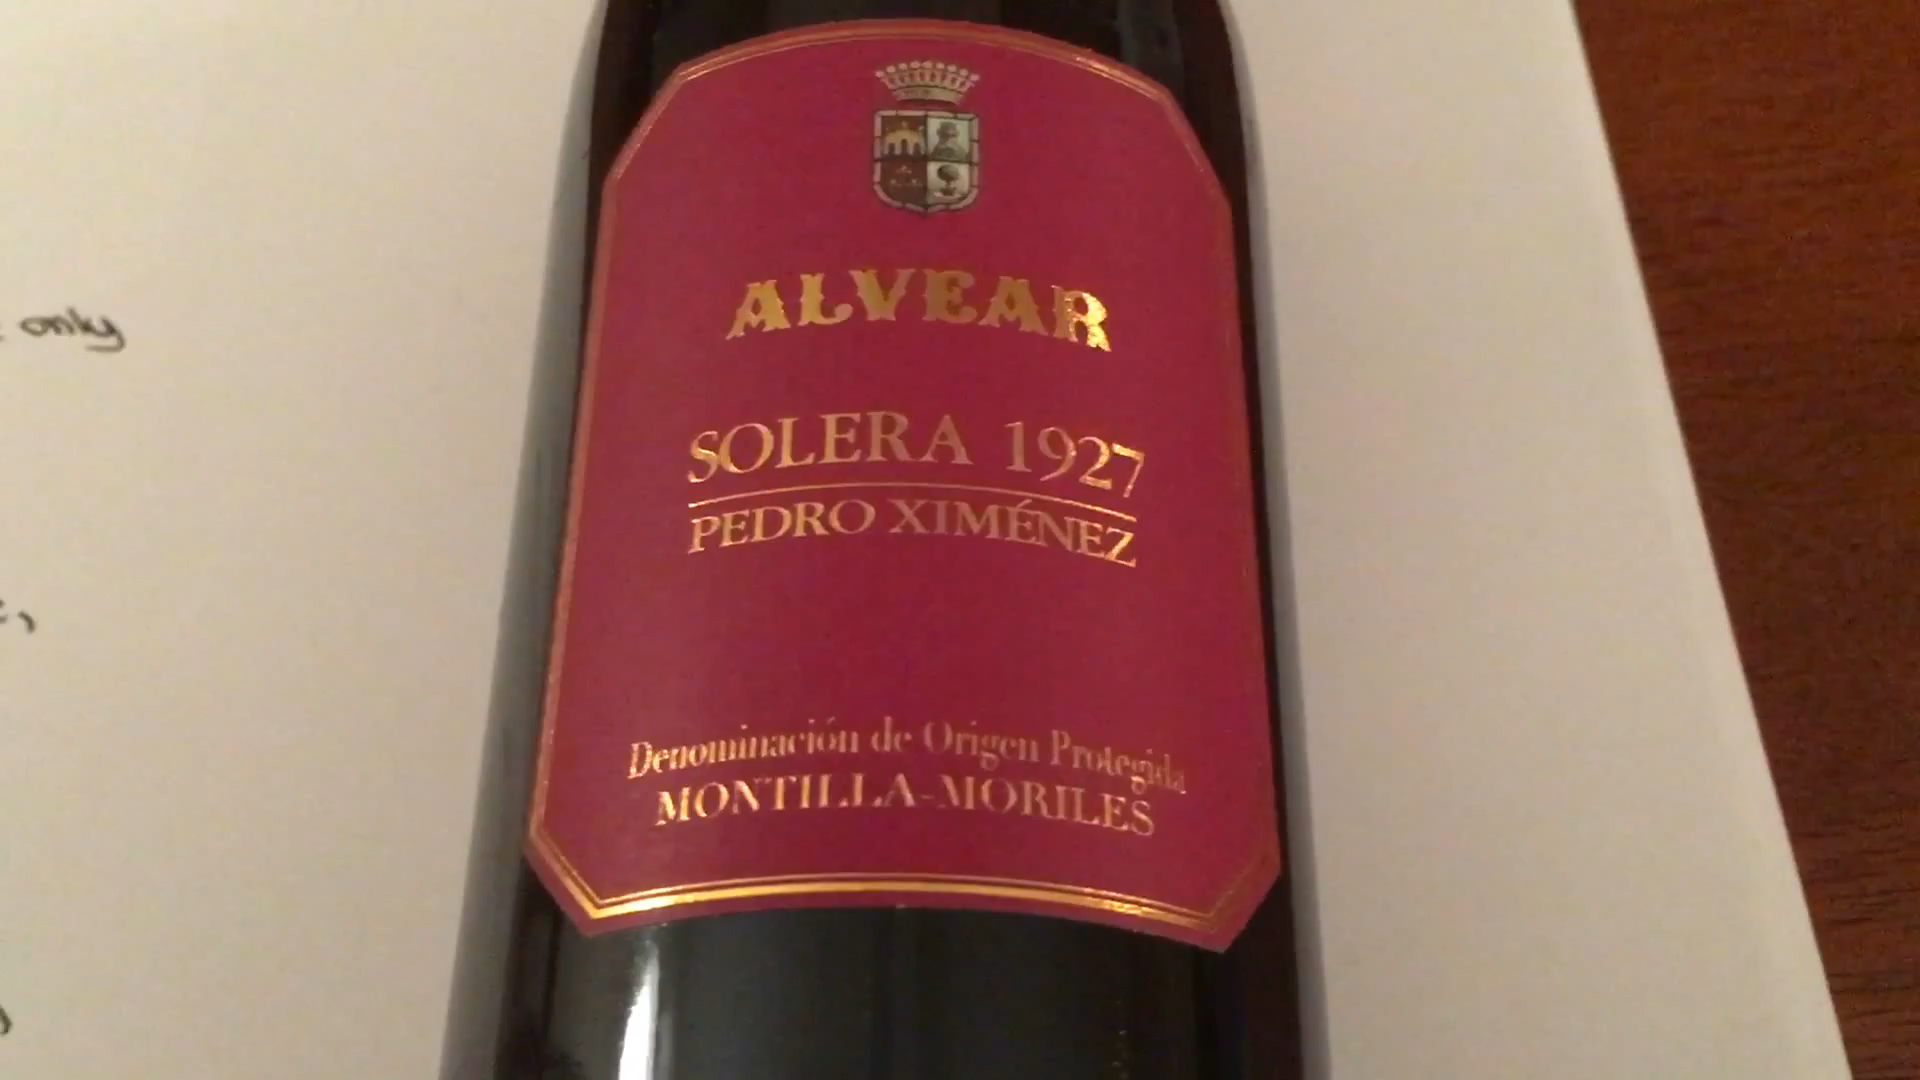 only
ALVEAR
SOLERA 1927
PEDRO XIMÉNEZ
Denominación de Origen Protegida
MONTILLA-MORILES